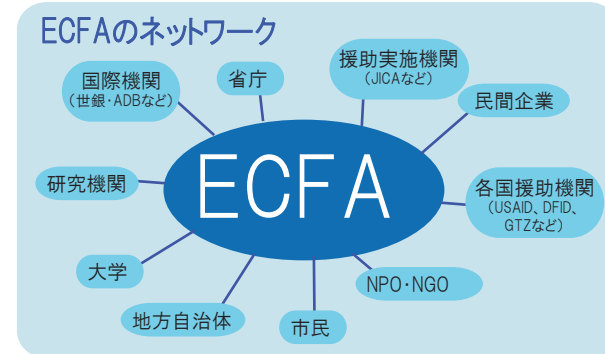 ECFAのネットワーク
国際機関
（世銀・ADBなど）
省庁
援助実施機関
（JICAなど）
民間企業
研究機関
ECFA
各国援助機関
（USAID、DFID、
GTZなど）
大学
地方自治体
市民
NPO・NGO